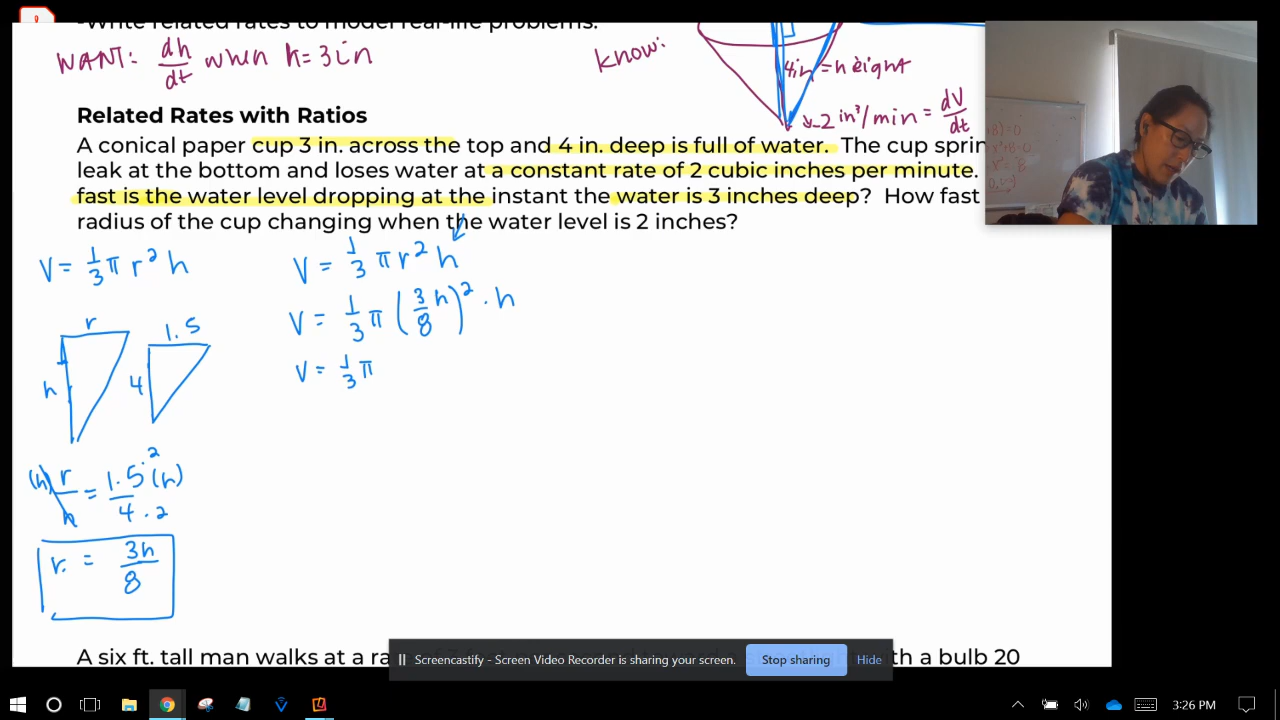 -Write related rates to model real-life problems.
WANT: dh/dt when h = 3 in
know:
4in = height
-2 in³/min = dV/dt
Related Rates with Ratios
A conical paper cup 3 in. across the top and 4 in. deep is full of water. The cup sprin
leak at the bottom and loses water at a constant rate of 2 cubic inches per minute.
fast is the water level dropping at the instant the water is 3 inches deep? How fast
radius of the cup changing when the water level is 2 inches?
V = 1/3 π r² h
V = 1/3 π r² h
V = 1/3 π (3/8 h)² · h
V = 1/3 π
r
1.5
h
4
(h) r/h = 1.5/4 · 2/2 (h)
r = 3h/8
A six ft. tall man walks at a ra
th a bulb 20
Screencastify - Screen Video Recorder is sharing your screen.
Stop sharing
Hide
3:26 PM